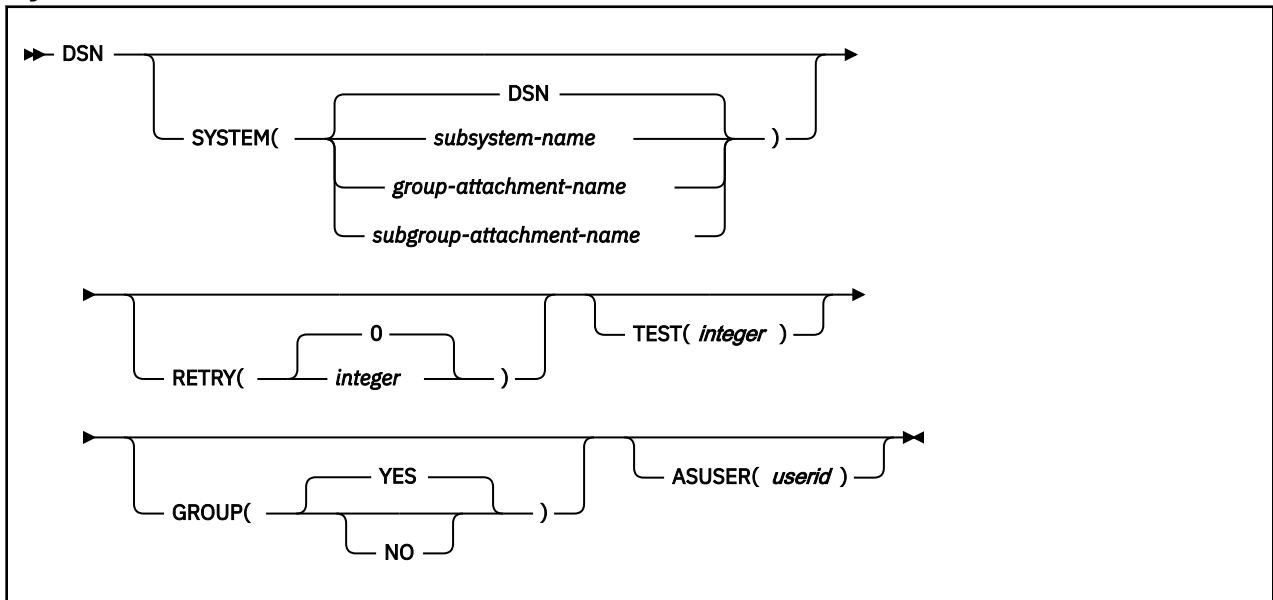 DSN
DSN
SYSTEM( subsystem-name )
group-attachment-name
subgroup-attachment-name
0
TEST( integer )
RETRY( integer )
YES
ASUSER( userid )
GROUP( )
NO